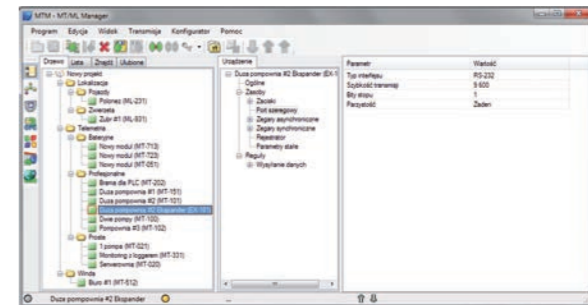 MTM - MT/ML Manager
Program Edycja Widok Transmisja Konfigurator Pomoc
Drzewo Lista Znajdź Ulubione
Nowy projekt
Lokalizacja
Pojazdy
Polonez (ML-231)
Zwierzęta
Żubr #1 (ML-931)
Telemetria
Bateryjne
Nowy moduł (MT-713)
Nowy moduł (MT-723)
Nowy moduł (MT-051)
Profesjonalne
Brama dla PLC (MT-202)
Duża pompownia #1 (MT-151)
Duża pompownia #2 (MT-101)
Duża pompownia #2 Ekspander (EX-101)
Dwie pompy (MT-100)
Pompownia #3 (MT-102)
Proste
1 pompa (MT-021)
Monitoring z loggerem (MT-331)
Serwerownia (MT-020)
Winda
Biuro #1 (MT-512)
Urządzenie
Duża pompownia #2 Ekspander (EX-1
Ogólne
Zasoby
Zaciski
Port szeregowy
Zegary asynchroniczne
Zegary synchroniczne
Rejestrator
Parametry stałe
Reguły
Wysyłanie danych
Parametr Wartość
Typ interfejsu RS-232
Szybkość transmisji 9 600
Bity stopu 1
Parzystość Żaden
Duża pompownia #2 Ekspander
...